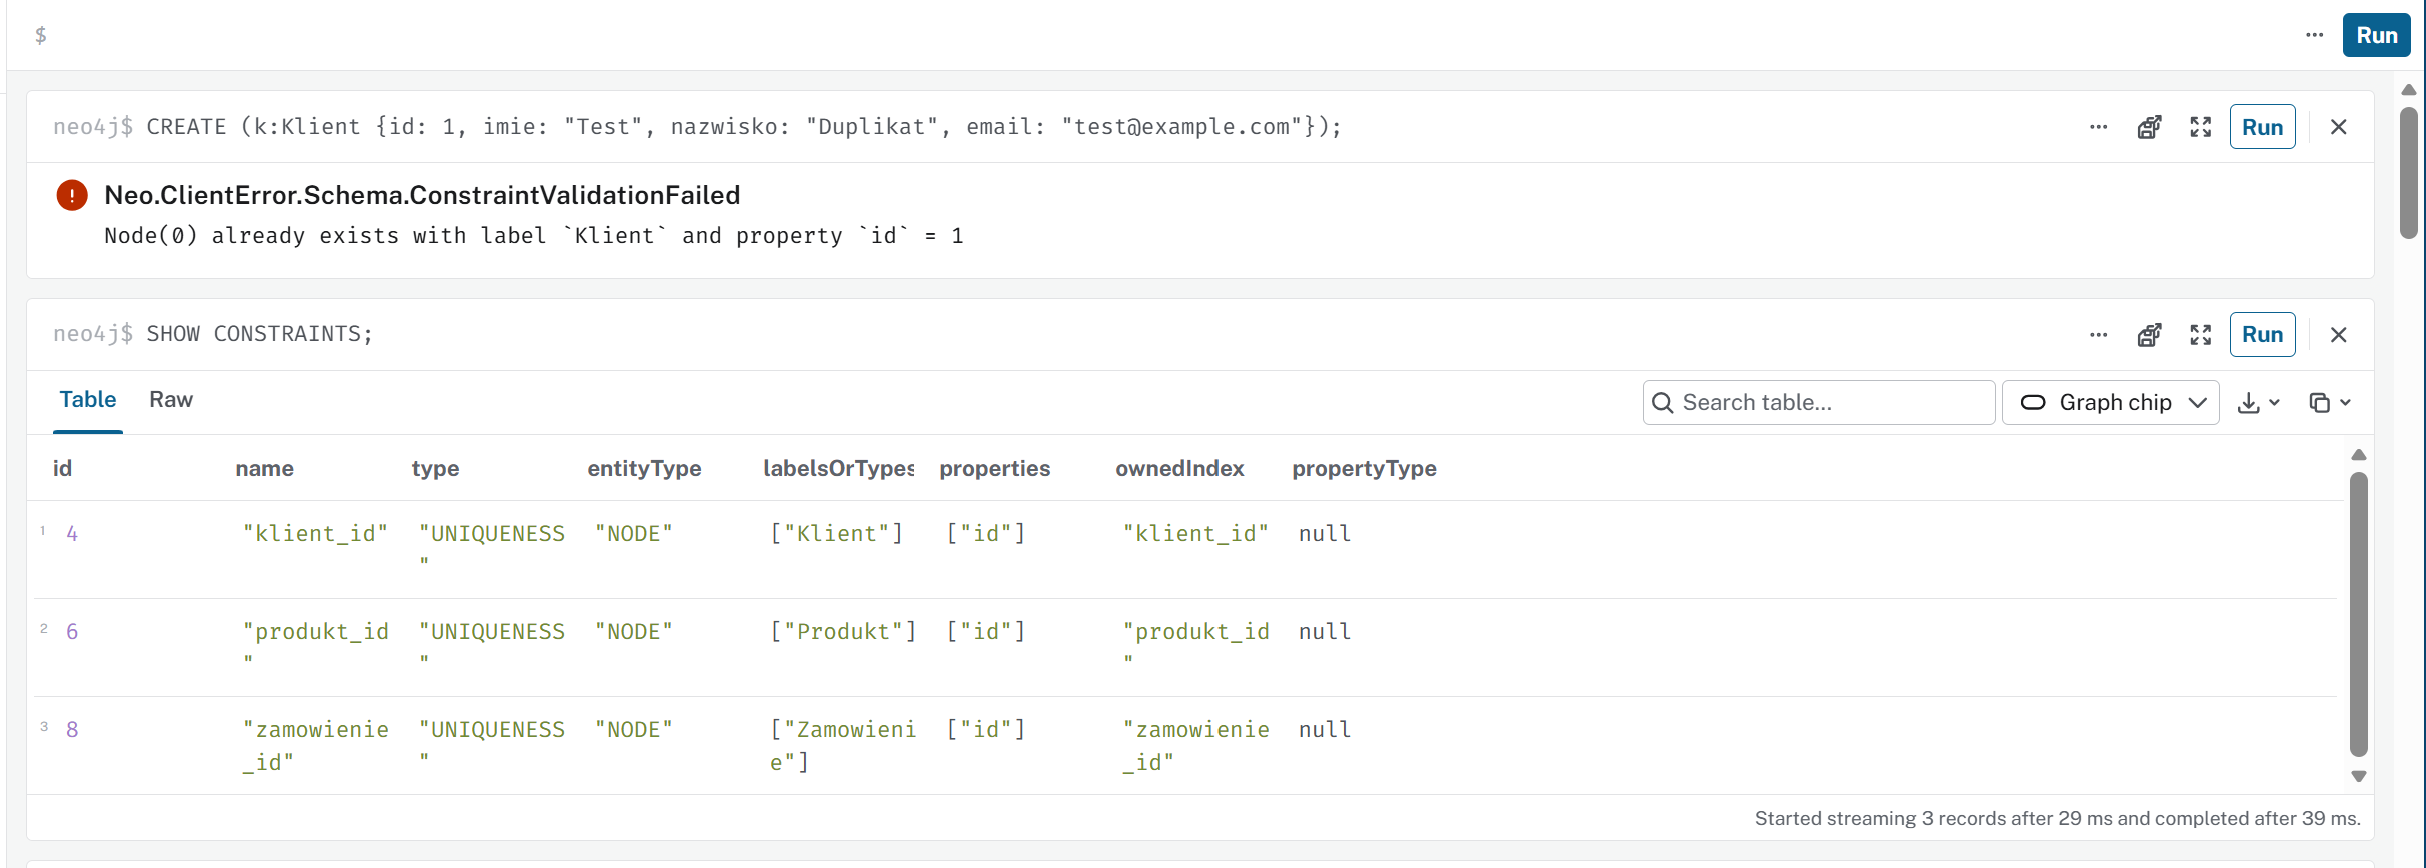 $
... Run
neo4j$ CREATE (k:Klient {id: 1, imie: "Test", nazwisko: "Duplikat", email: "test@example.com"});
... Run
Neo.ClientError.Schema.ConstraintValidationFailed
Node(0) already exists with label `Klient` and property `id` = 1
neo4j$ SHOW CONSTRAINTS;
... Run
Table Raw
Search table...
Graph chip
id name type entityType labelsOrTypes properties ownedIndex propertyType
1 4 "klient_id" "UNIQUENESS "NODE" ["Klient"] ["id"] "klient_id" null
"
2 6 "produkt_id "UNIQUENESS "NODE" ["Produkt"] ["id"] "produkt_id null
" " "
3 8 "zamowienie "UNIQUENESS "NODE" ["Zamowieni ["id"] "zamowienie null
_id" " e"] _id"
Started streaming 3 records after 29 ms and completed after 39 ms.